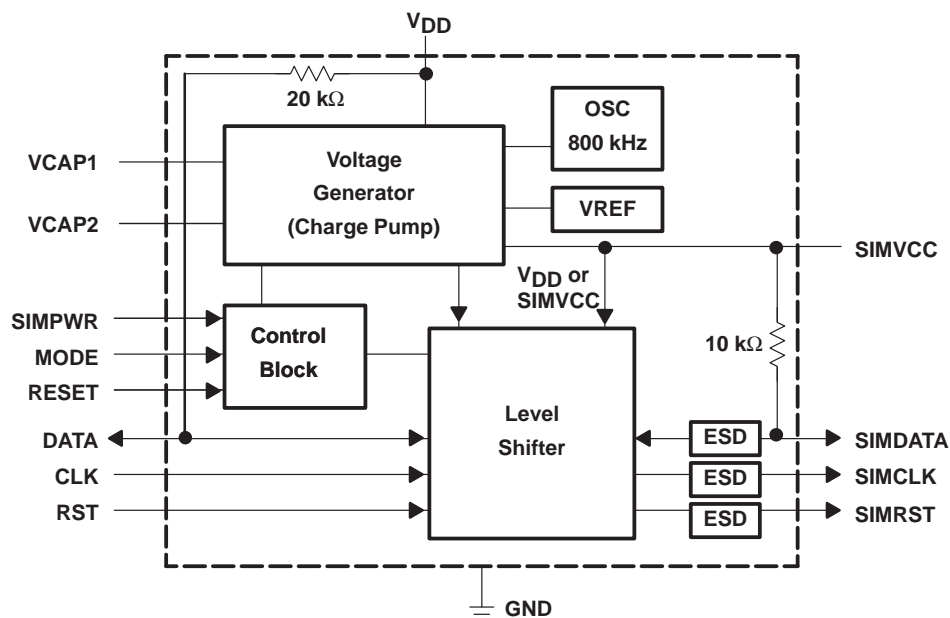 VDD
20 kΩ
OSC
800 kHz
VCAP1
Voltage
Generator
(Charge Pump)
VREF
VCAP2
SIMVCC
VDD or
SIMVCC
SIMPWR
MODE
RESET
Control
Block
10 kΩ
Level
Shifter
DATA
CLK
RST
ESD
ESD
ESD
SIMDATA
SIMCLK
SIMRST
GND